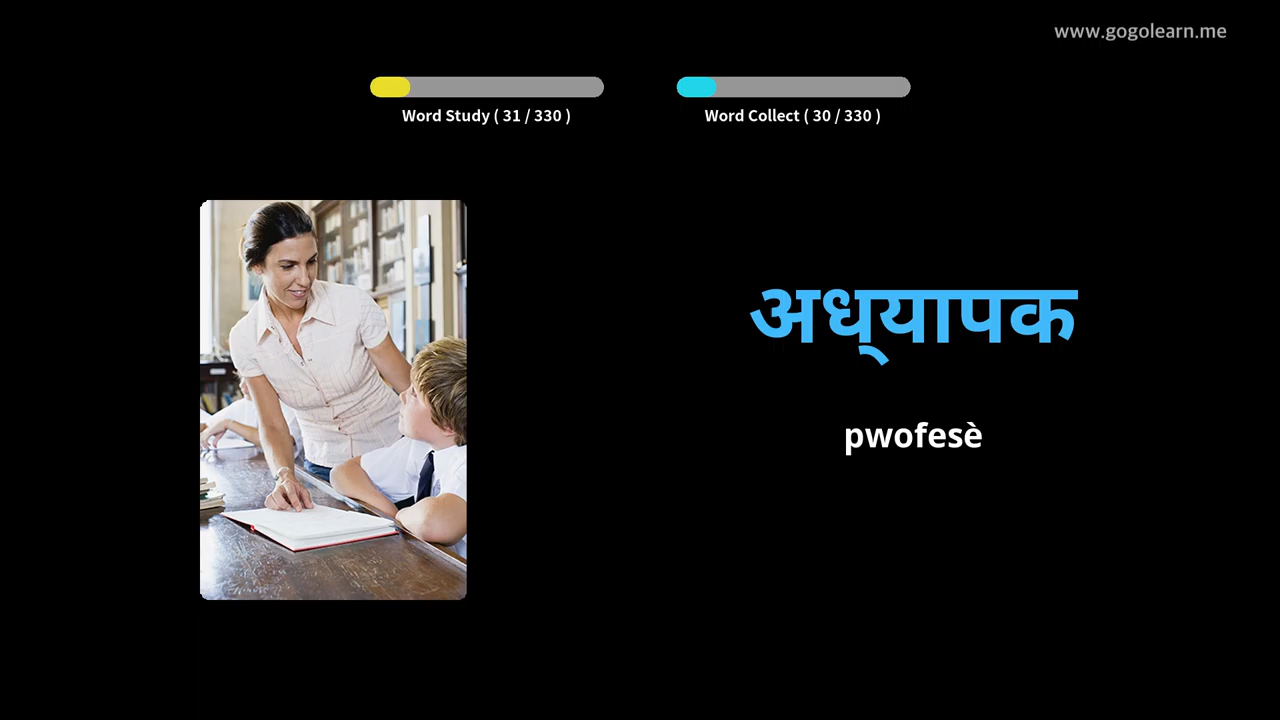 www.gogolearn.me
Word Study ( 31 / 330 )
Word Collect ( 30 / 330 )
अध्‌यापक
pwofesè